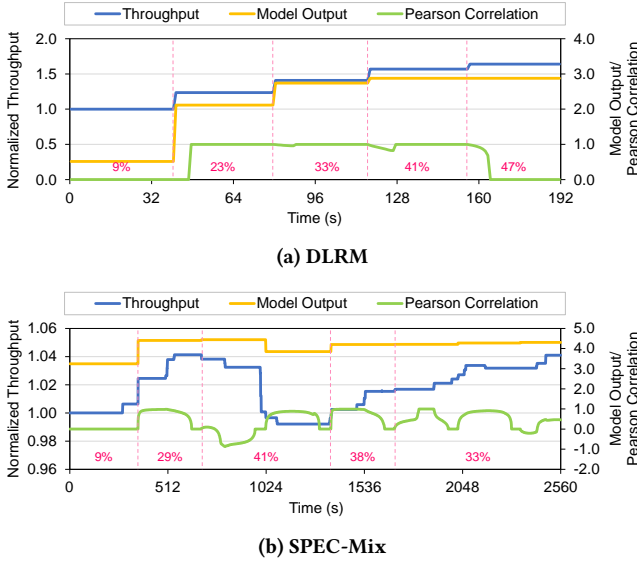 Throughput Model Output Pearson Correlation
Normalized Throughput
2.0
1.5
1.0
0.5
0.0
4.0
3.0
2.0
1.0
0.0
Model Output/
Pearson Correlation
9% 23% 33% 41% 47%
0 32 64 96 128 160 192
Time (s)
(a) DLRM
Throughput Model Output Pearson Correlation
Normalized Throughput
1.06
1.04
1.02
1.00
0.98
0.96
5.0
4.0
3.0
2.0
1.0
0.0
-1.0
-2.0
Model Output/
Pearson Correlation
9% 29% 41% 38% 33%
0 512 1024 1536 2048 2560
Time (s)
(b) SPEC-Mix